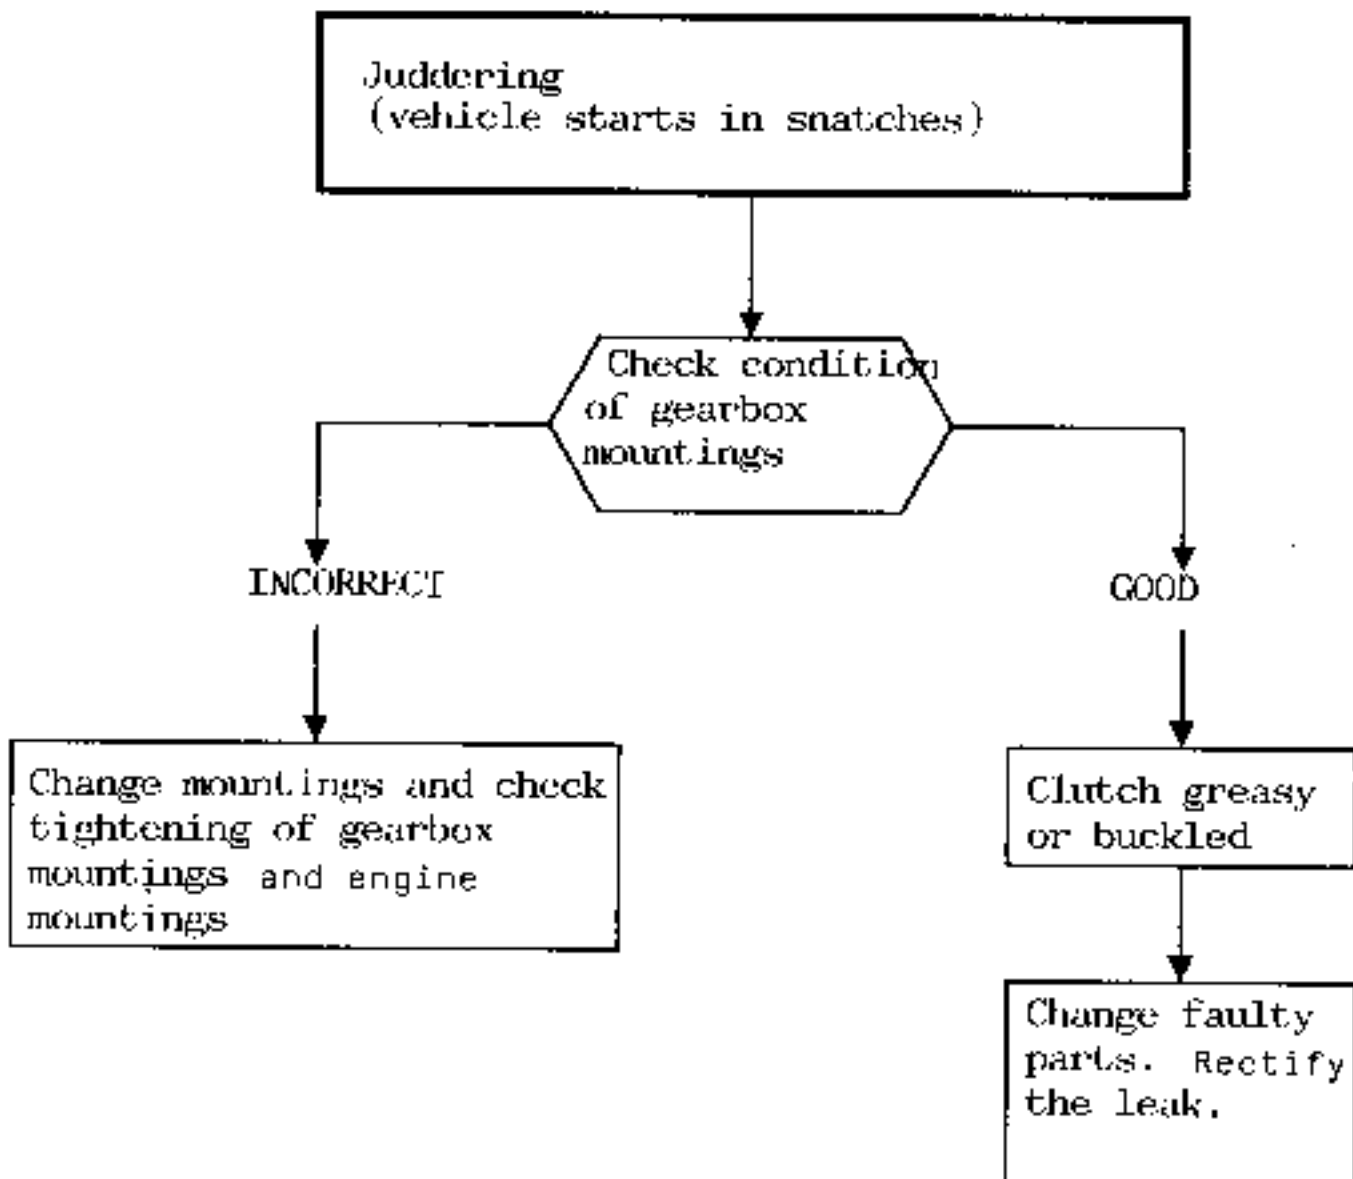 Juddering
(vehicle starts in snatches)
Check condition
of gearbox
mountings
INCORRECT
GOOD
Change mountings and check
tightening of gearbox
mountings and engine
mountings
Clutch greasy
or buckled
Change faulty
parts. Rectify
the leak.